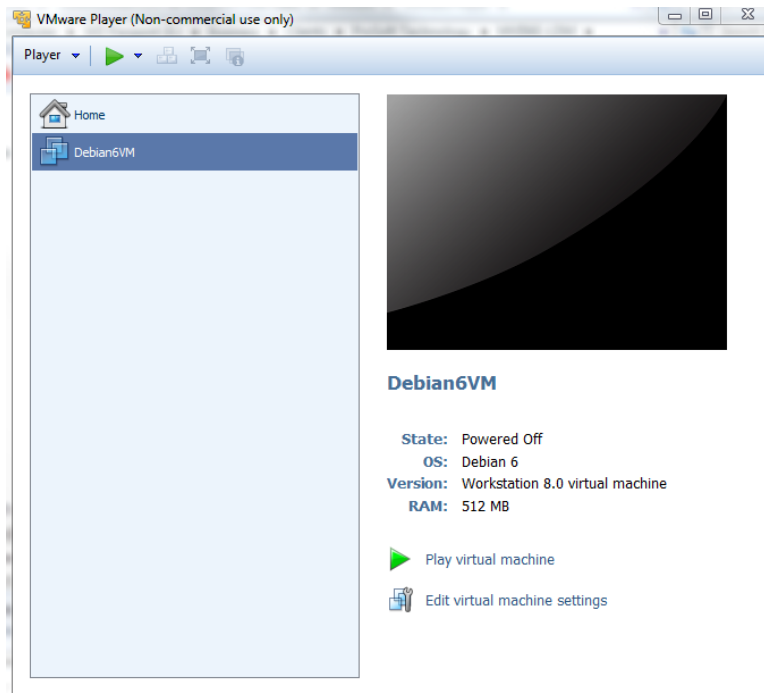 VMware Player (Non-commercial use only)
Player
Home
Debian6VM
Debian6VM
State: Powered Off
OS: Debian 6
Version: Workstation 8.0 virtual machine
RAM: 512 MB
Play virtual machine
Edit virtual machine settings